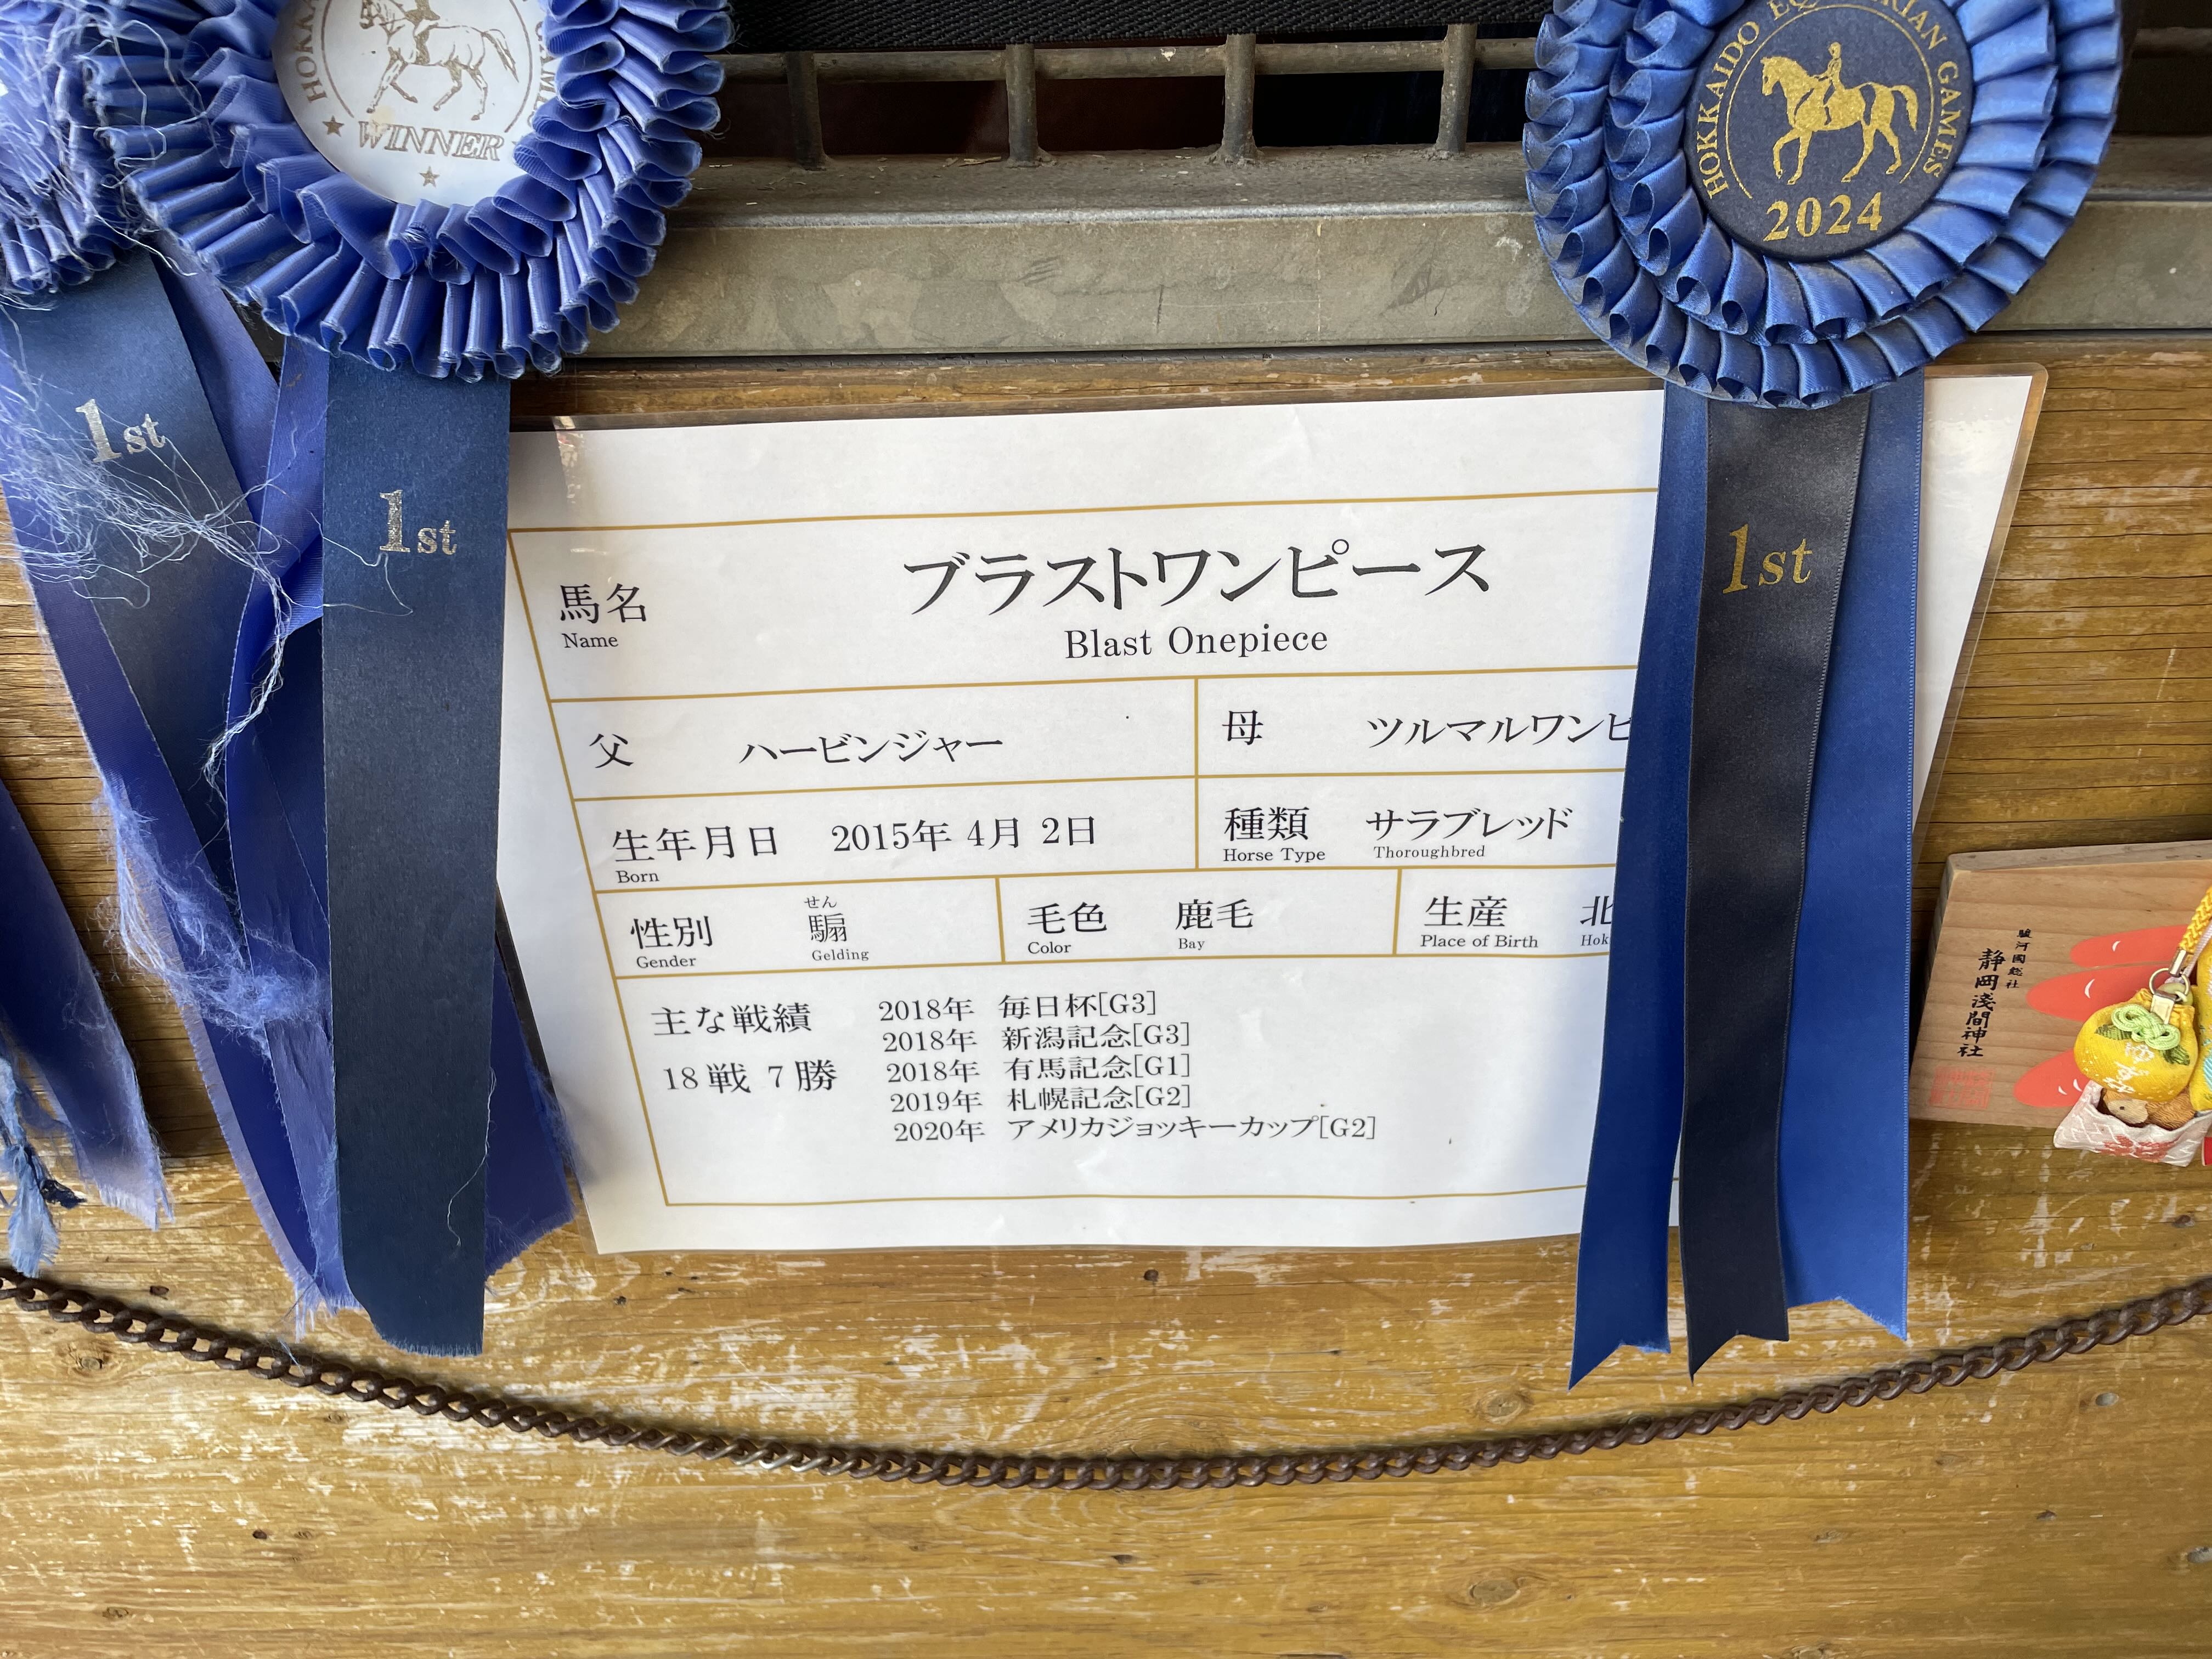 WINNER
HOKKAIDO EQ RIAN GAMES
2024
1st
1st
1st
馬名
Name
ブラストワンピース
Blast Onepiece
父 ハービンジャー
母 ツルマルワンピ
生年月日 2015年 4月 2日
Born
種類 サラブレッド
Horse Type Thoroughbred
せん
性別 騸
Gender Gelding
毛色 鹿毛
Color Bay
生産 北
Place of Birth Hok
主な戦績
18戦 7勝
2018年 毎日杯[G3]
2018年 新潟記念[G3]
2018年 有馬記念[G1]
2019年 札幌記念[G2]
2020年 アメリカジョッキーカップ[G2]
駿河國総社
静岡浅間神社